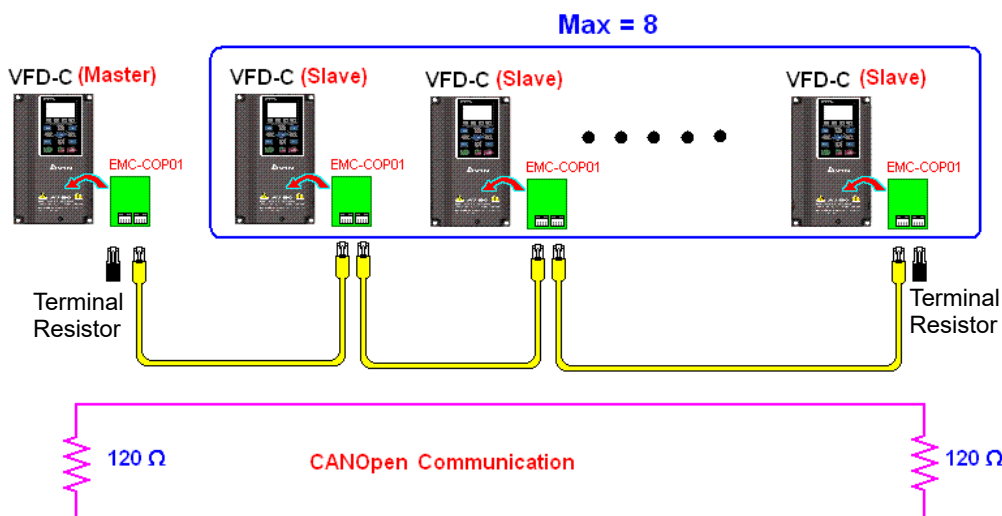 Max = 8
VFD-C (Master)
VFD-C (Slave)
VFD-C (Slave)
VFD-C (Slave)
EMC-COP01
EMC-COP01
EMC-COP01
EMC-COP01
Terminal
Resistor
Terminal
Resistor
120 Ω
CANOpen Communication
120 Ω